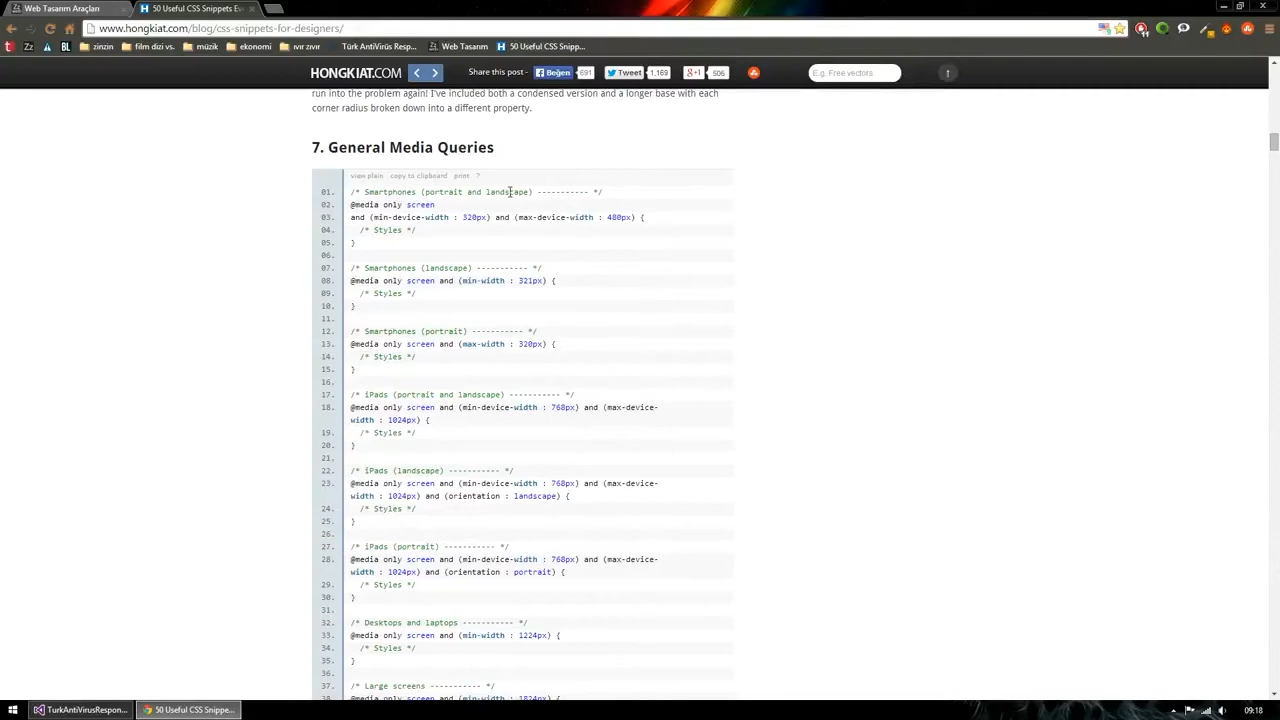 Web Tasarım Araçları
50 Useful CSS Snippets Eve
www.hongkiat.com/blog/css-snippets-for-designers/
zinzin
film dizi vs.
müzik
ekonomi
ıvır zıvır
Türk AntiVirüs Resp...
Web Tasarım
50 Useful CSS Snipp...
HONGKIAT.COM
Share this post -
Beğen
691
Tweet
1,169
+1
506
E.g. Free vectors
run into the problem again! I've included both a condensed version and a longer base with each
corner radius broken down into a different property.
7. General Media Queries
view plain copy to clipboard print ?
01. /* Smartphones (portrait and landscape) ----------- */
02. @media only screen
03. and (min-device-width : 320px) and (max-device-width : 480px) {
04. /* Styles */
05. }
06.
07. /* Smartphones (landscape) ----------- */
08. @media only screen and (min-width : 321px) {
09. /* Styles */
10. }
11.
12. /* Smartphones (portrait) ----------- */
13. @media only screen and (max-width : 320px) {
14. /* Styles */
15. }
16.
17. /* iPads (portrait and landscape) ----------- */
18. @media only screen and (min-device-width : 768px) and (max-device-
width : 1024px) {
19. /* Styles */
20. }
21.
22. /* iPads (landscape) ----------- */
23. @media only screen and (min-device-width : 768px) and (max-device-
width : 1024px) and (orientation : landscape) {
24. /* Styles */
25. }
26.
27. /* iPads (portrait) ----------- */
28. @media only screen and (min-device-width : 768px) and (max-device-
width : 1024px) and (orientation : portrait) {
29. /* Styles */
30. }
31.
32. /* Desktops and laptops ----------- */
33. @media only screen and (min-width : 1224px) {
34. /* Styles */
35. }
36.
37. /* Large screens ----------- */
38. @media only screen and (min-width : 1824px) {
TurkAntiVirusRespon...
50 Useful CSS Snippe...
09:18